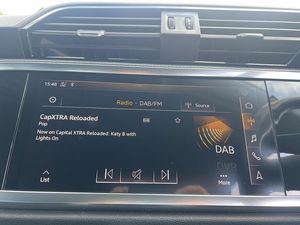 15:48
Radio · DAB/FM
Source
CapXTRA Reloaded
Pop
Now on Capital XTRA Reloaded: Katy B with
Lights On
DAB
List
More